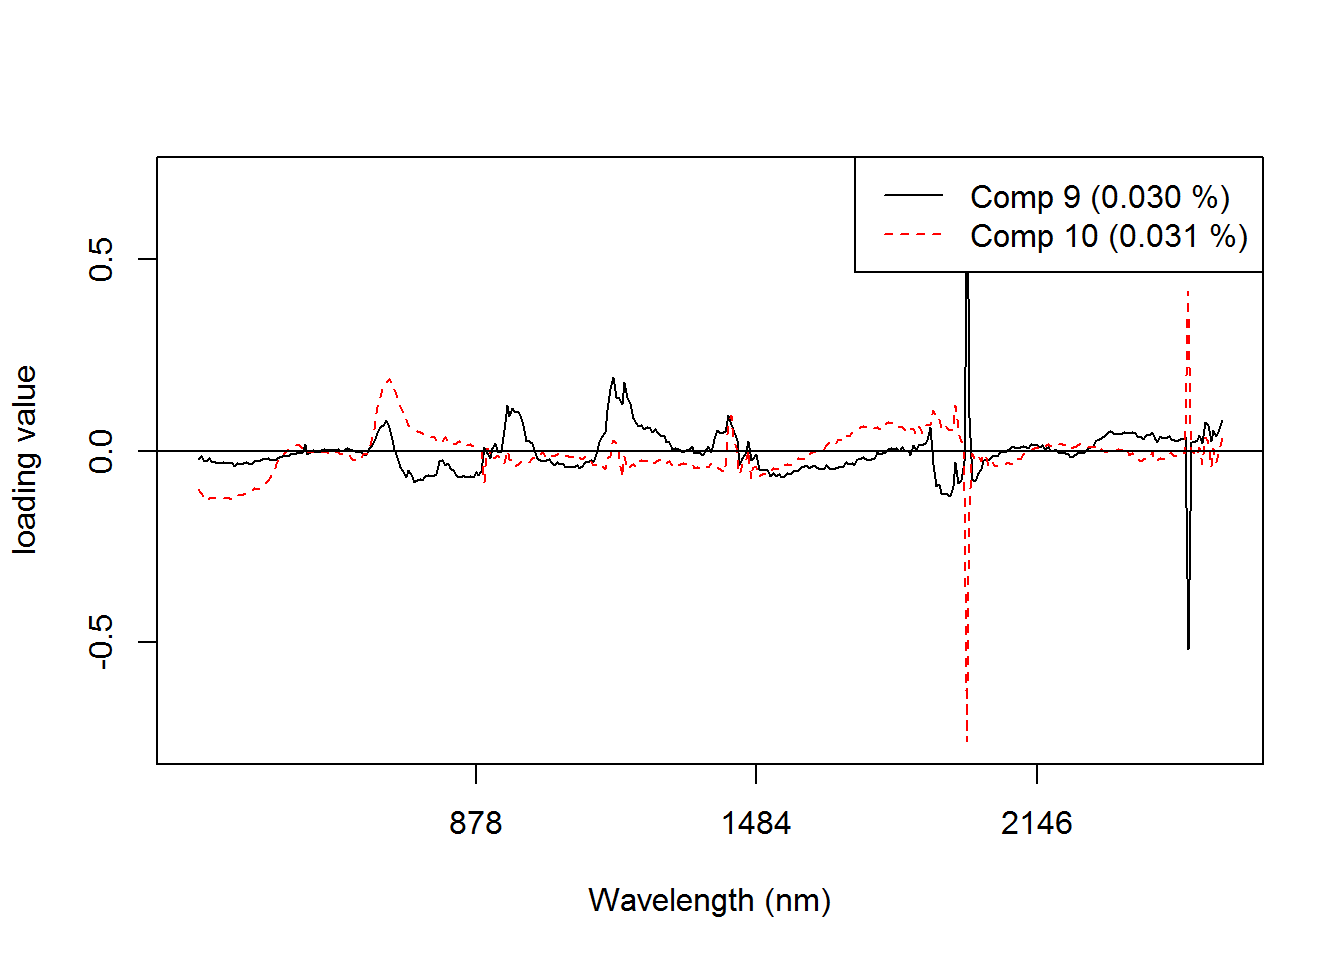 Comp 9 (0.030 %)
Comp 10 (0.031 %)
0.5
0.0
-0.5
loading value
878 1484 2146
Wavelength (nm)